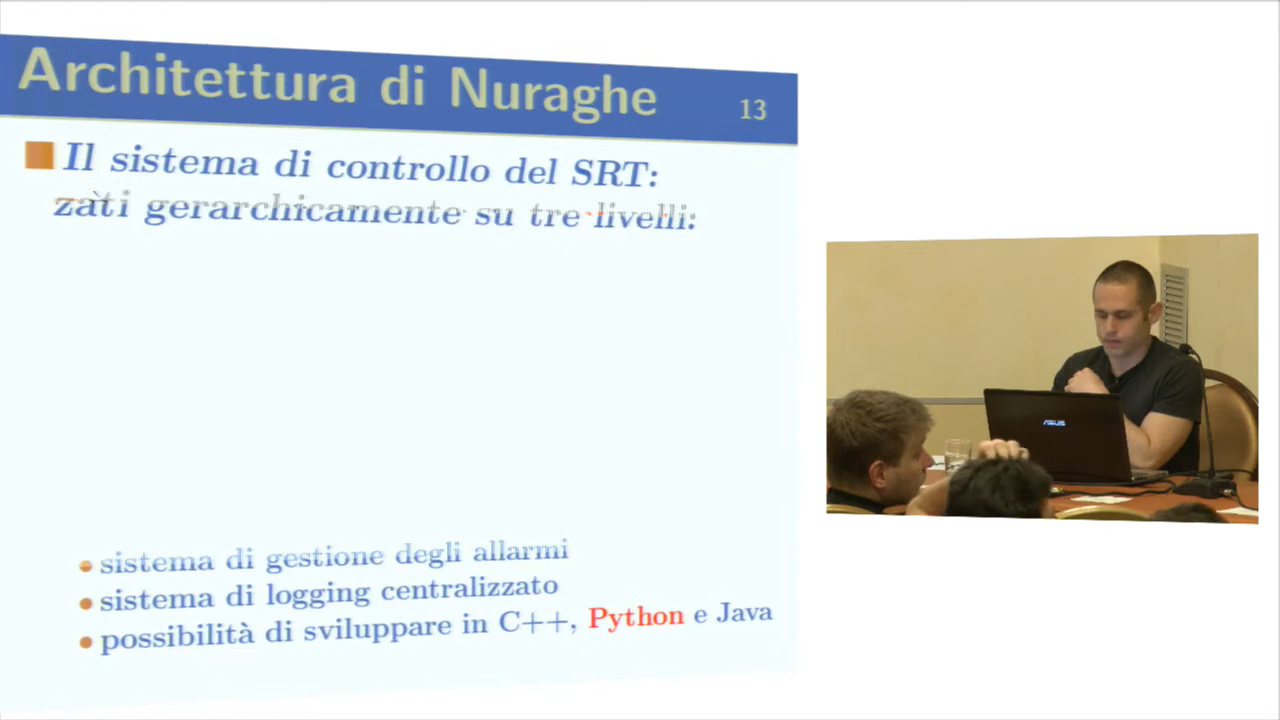 Architettura di Nuraghe
13
Il sistema di controllo del SRT:
gerarchicamente su tre livelli:
sistema di gestione degli allarmi
sistema di logging centralizzato
possibilità di sviluppare in C++, Python e Java
ASUS